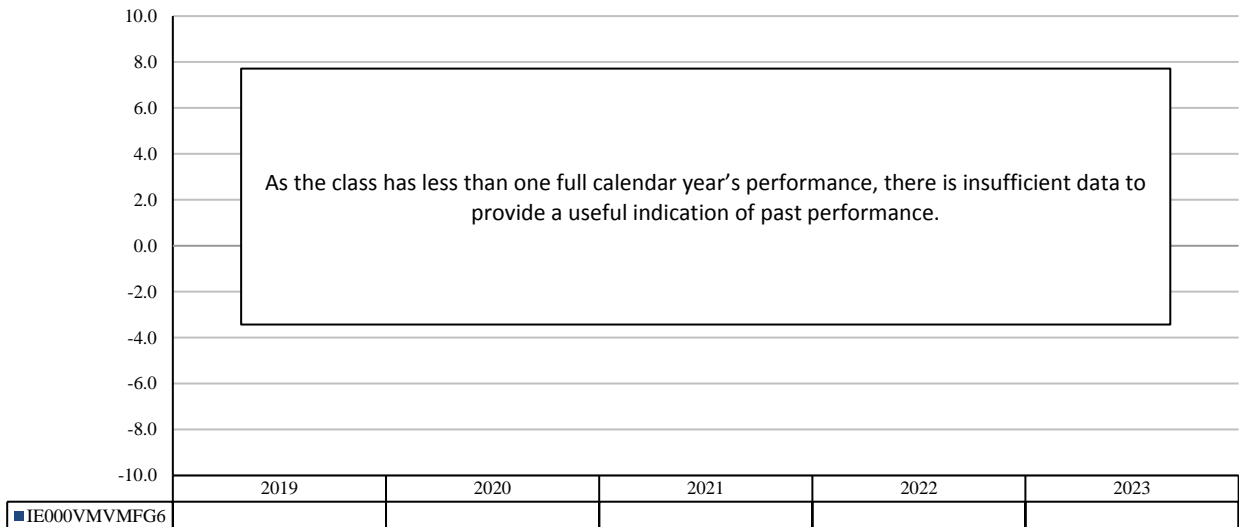 10.0
8.0
6.0
4.0
2.0
0.0
-2.0
-4.0
-6.0
-8.0
-10.0
As the class has less than one full calendar year’s performance, there is insufficient data to
provide a useful indication of past performance.
2019 2020 2021 2022 2023
IE000VMVMFG6